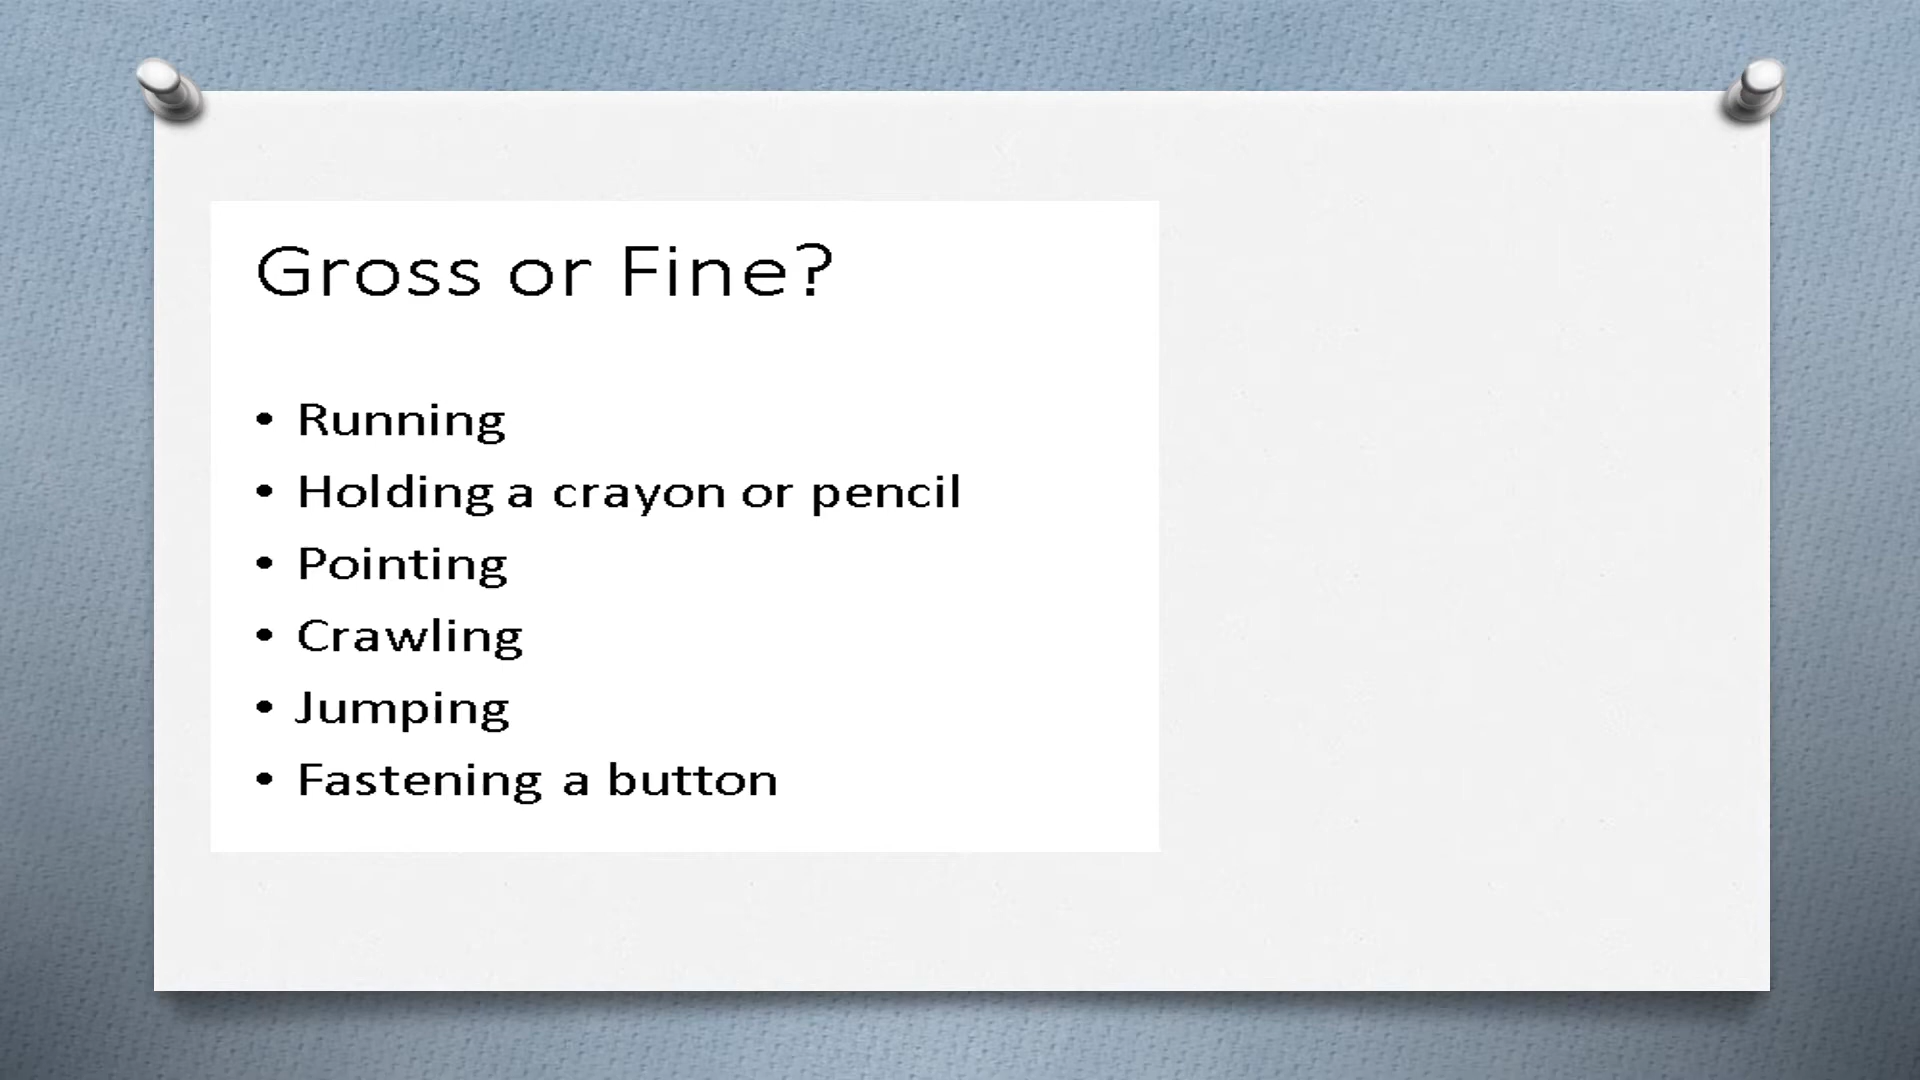 Gross or Fine?
• Running
• Holding a crayon or pencil
• Pointing
• Crawling
• Jumping
• Fastening a button